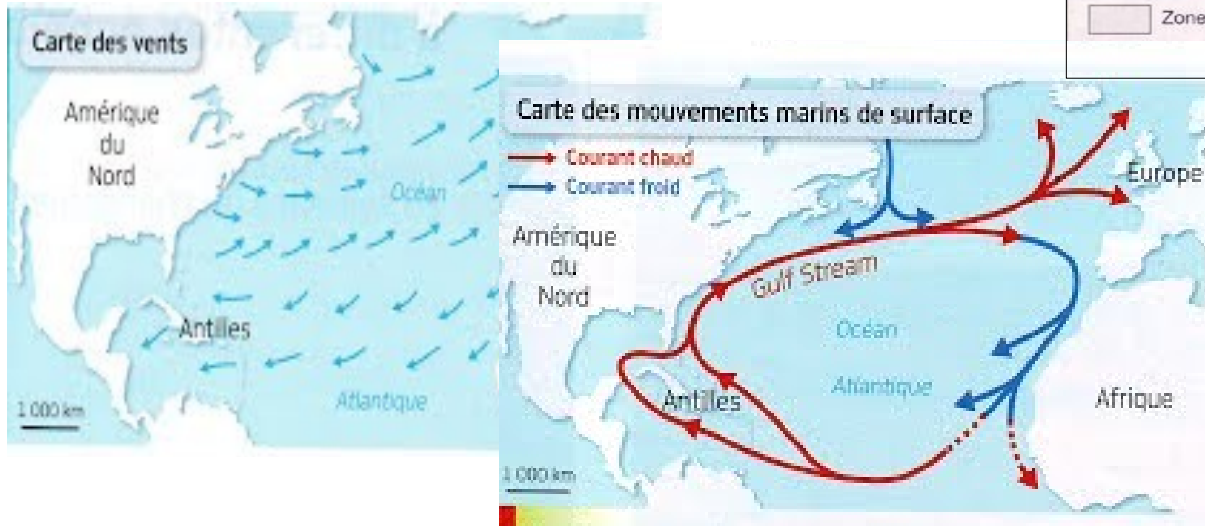 Carte des vents
Amérique
du
Nord
Océan
Antilles
Atlantique
1 000 km
Zone
Carte des mouvements marins de surface
Courant chaud
Courant froid
Europe
Amérique
du
Nord
Gulf Stream
Océan
Atlantique
Antilles
Afrique
1 000 km